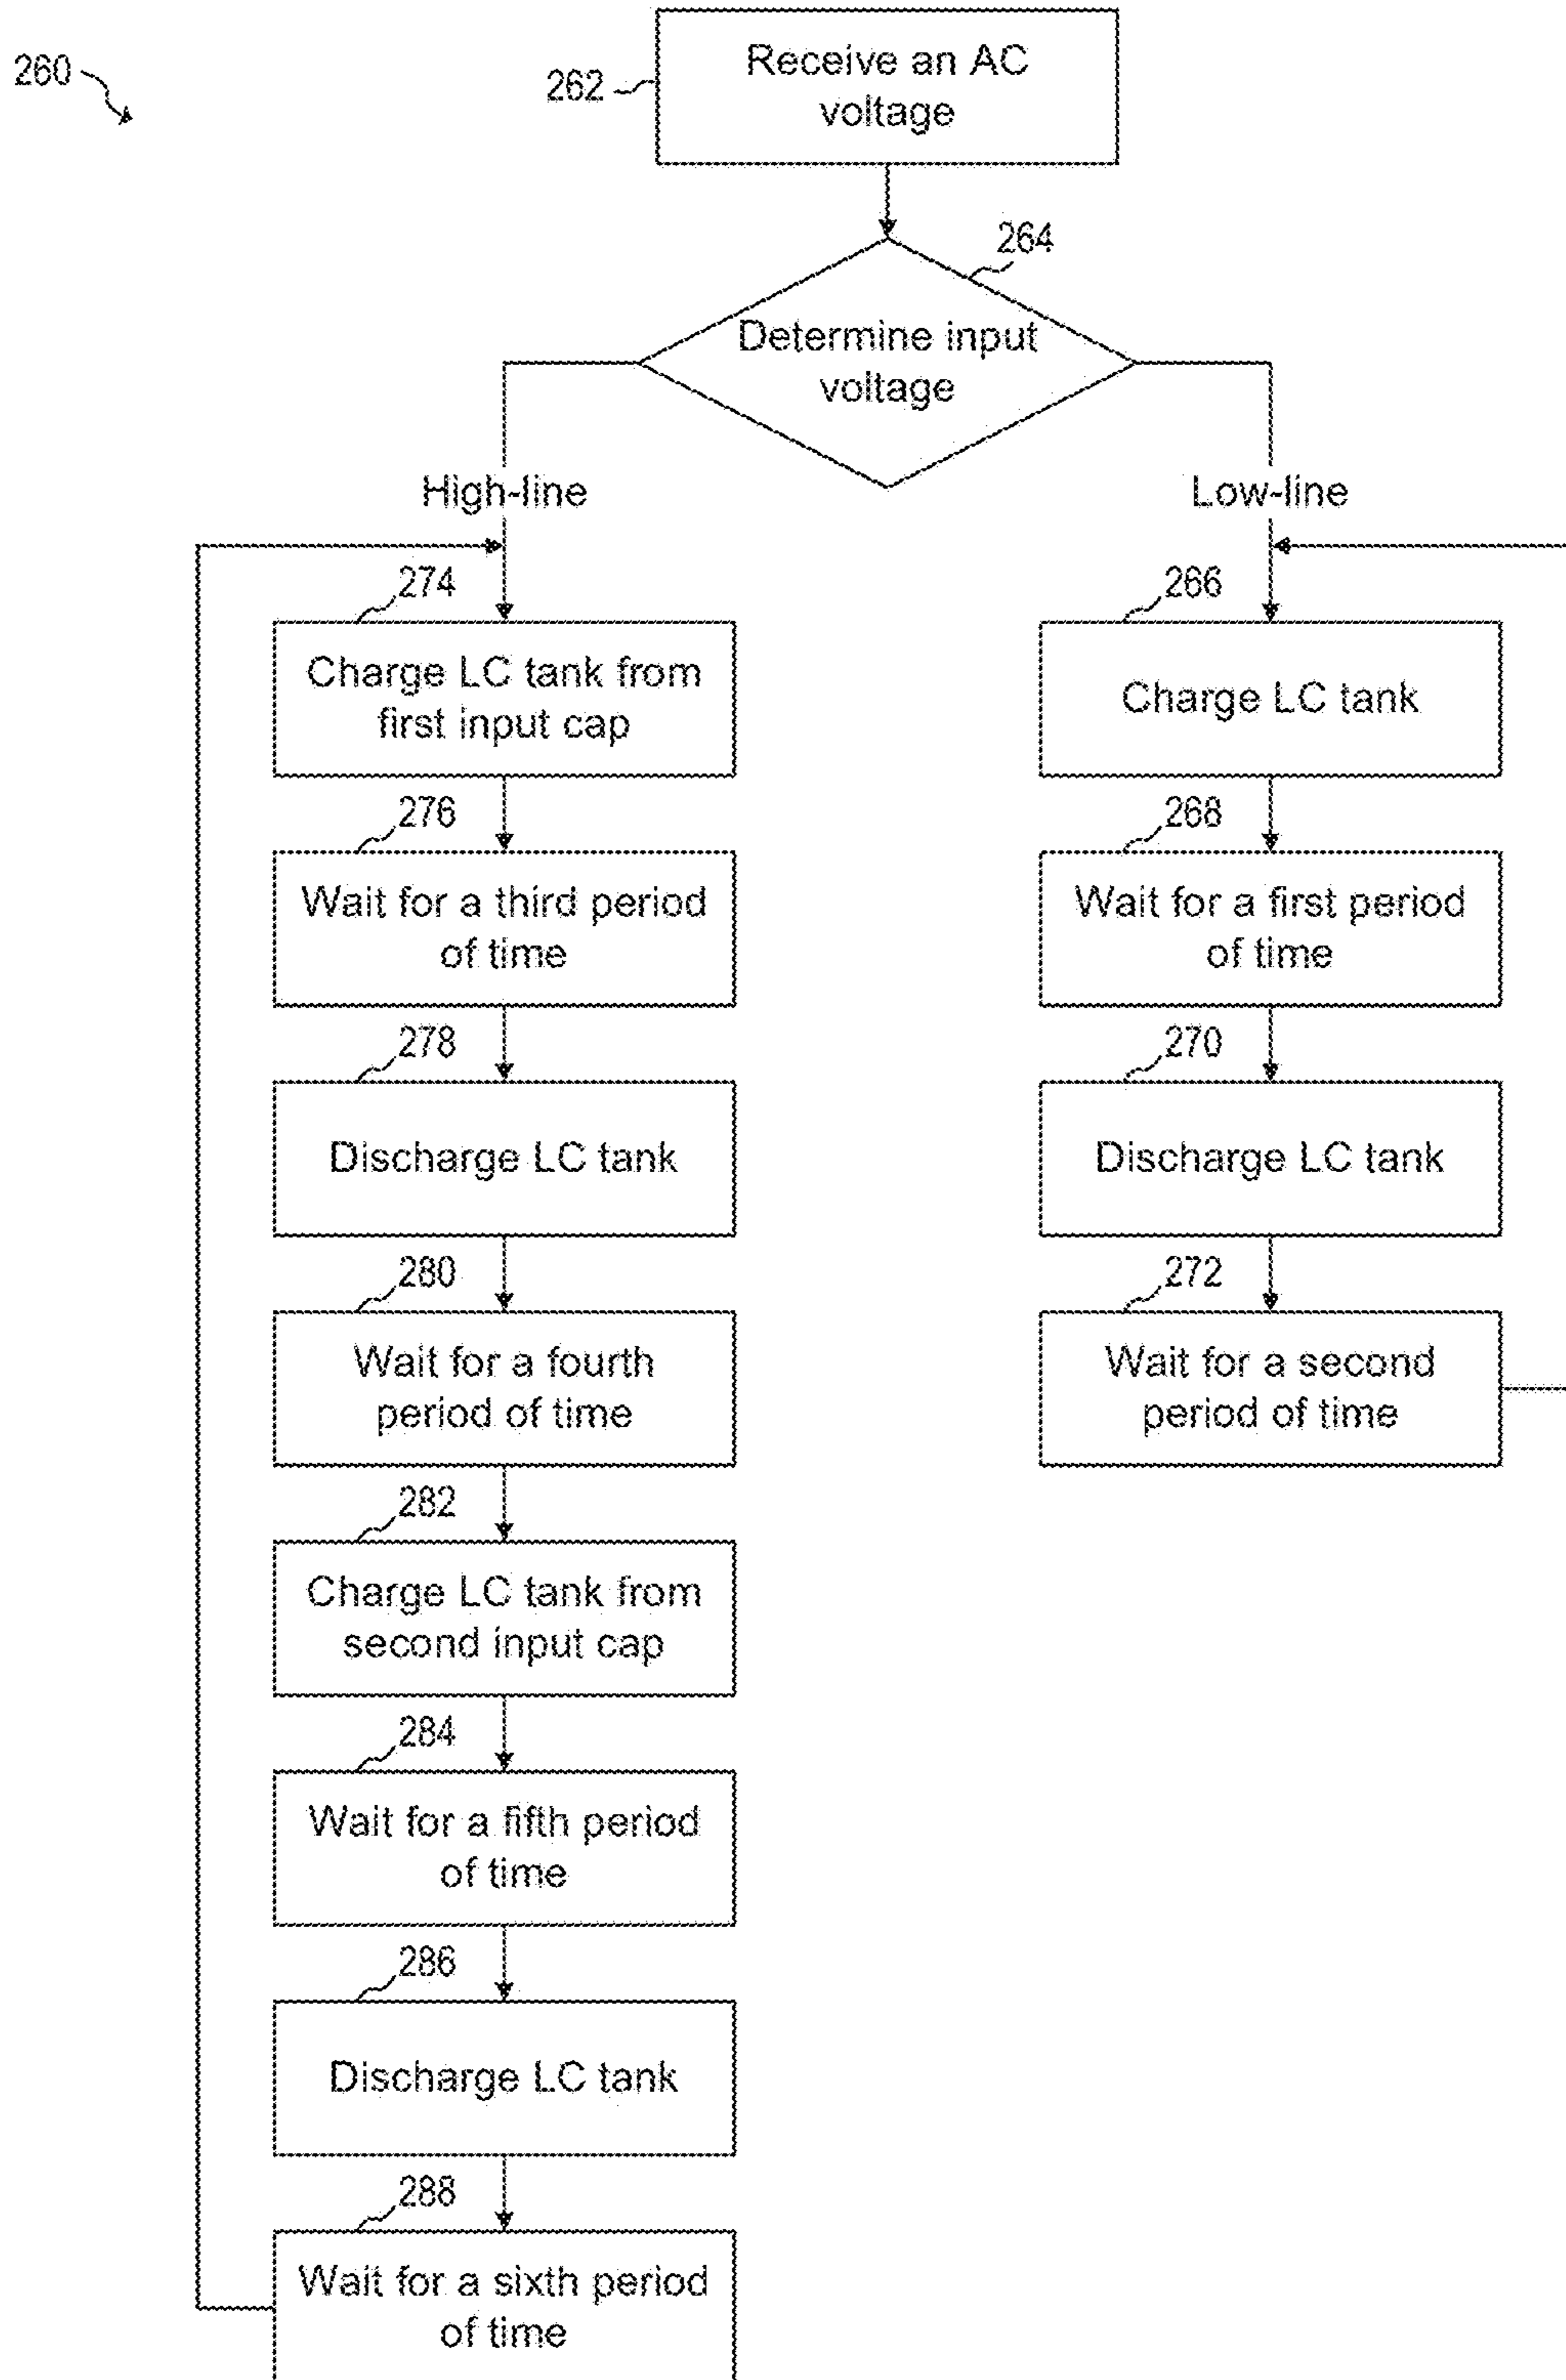 260
262
Receive an AC
voltage
264
Determine input
voltage
High-line
274
Charge LC tank from
first input cap
276
Wait for a third period
of time
278
Discharge LC tank
280
Wait for a fourth
period of time
282
Charge LC tank from
second input cap
284
Wait for a fifth period
of time
286
Discharge LC tank
288
Wait for a sixth period
of time
Low-line
266
Charge LC tank
268
Wait for a first period
of time
270
Discharge LC tank
272
Wait for a second
period of time